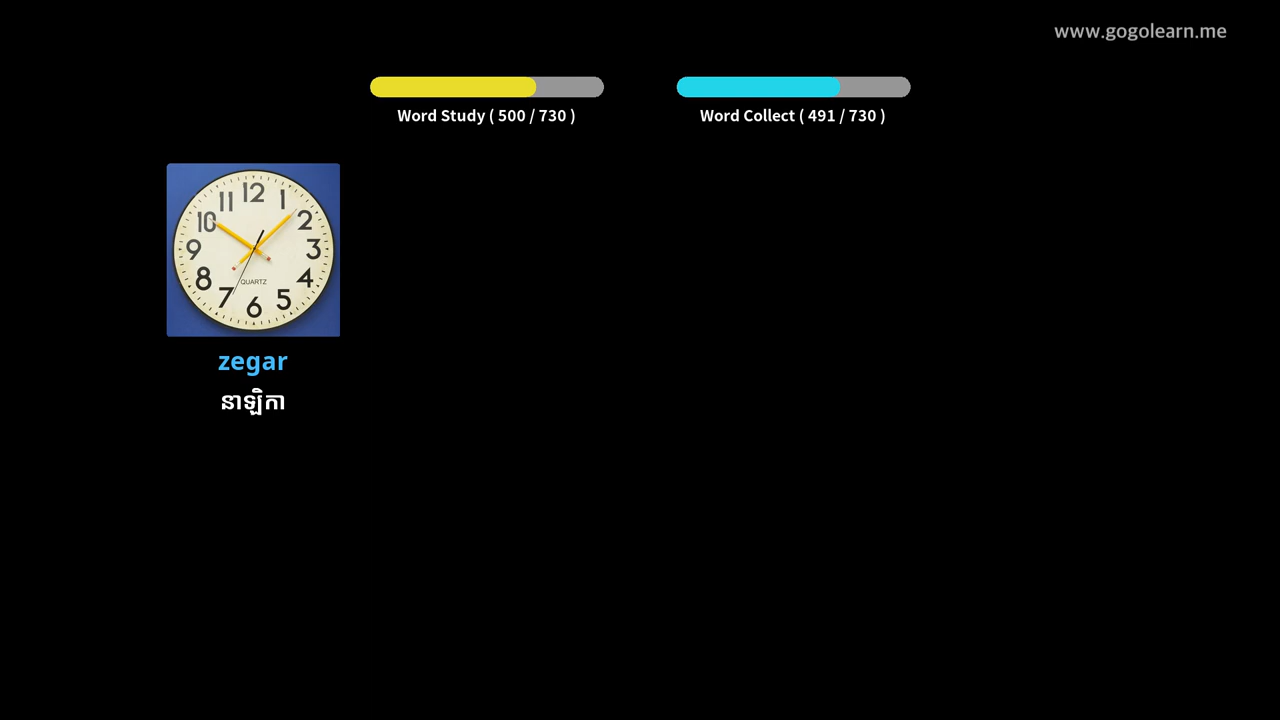 www.gogolearn.me
Word Study ( 500 / 730 )
Word Collect ( 491 / 730 )
12
11
1
10
2
9
3
8
4
QUARTZ
7
5
6
zegar
នាឡិកា